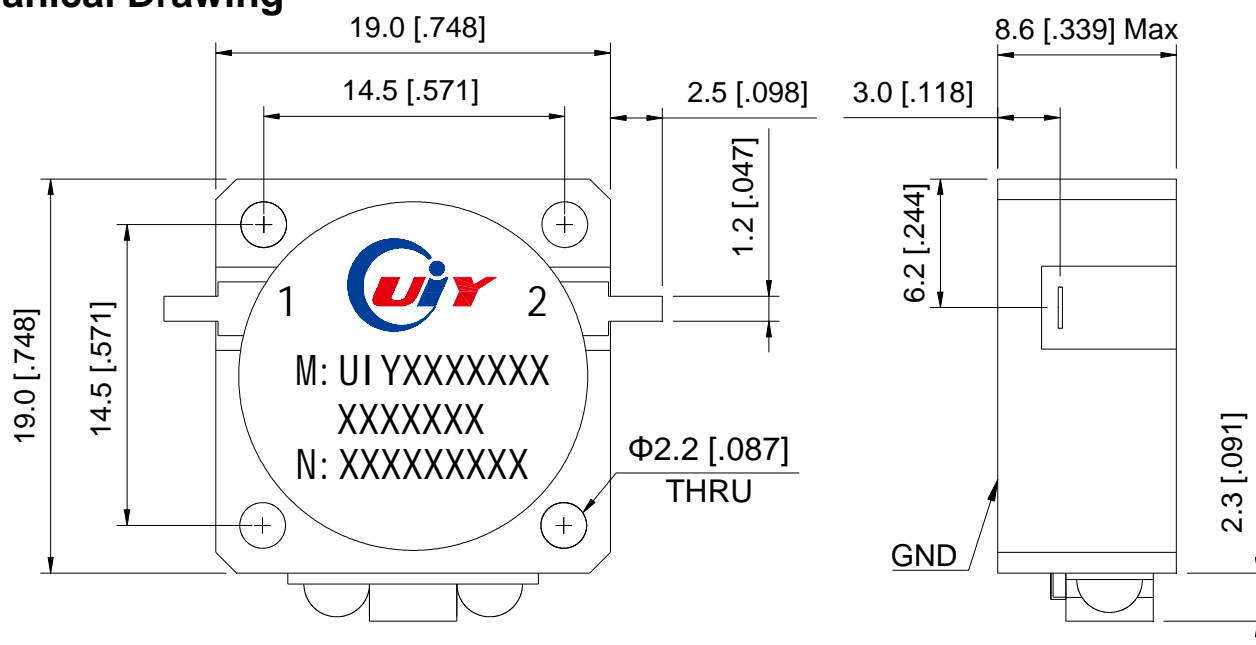 Mechanical Drawing
19.0 [.748]
14.5 [.571]
2.5 [.098]
1.2 [.047]
19.0 [.748]
14.5 [.571]
UiY
1
2
M: UIYXXXXXXX
XXXXXXX
N: XXXXXXXXX
Φ2.2 [.087]
THRU
8.6 [.339] Max
3.0 [.118]
6.2 [.244]
GND
2.3 [.091]